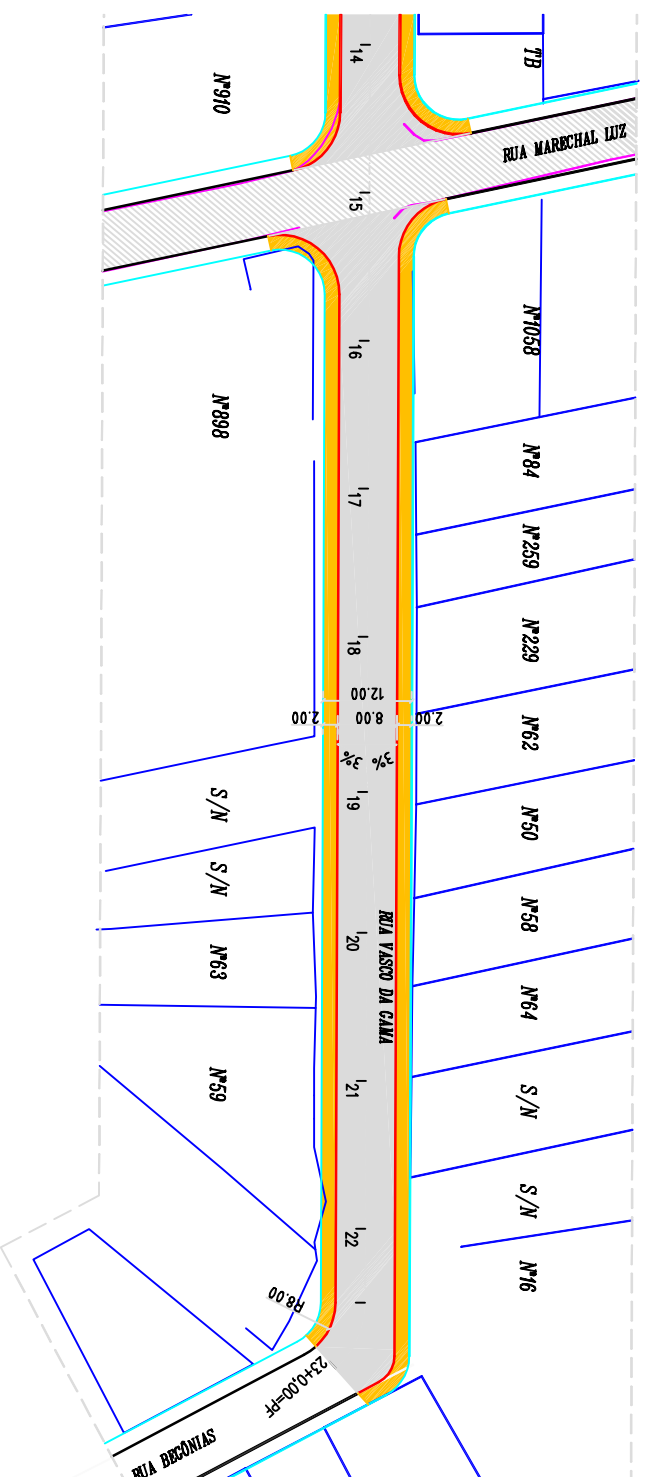 14
TB
Nº910
RUA MARECHAL LUZ
15
Nº1058
16
Nº898
Nº84
17
Nº259
18
Nº229
12.00
2.00
8.00
2.00
Nº62
3%
3%
19
S/N
Nº50
S/N
RUA VASCO DA GAMA
Nº58
20
Nº63
Nº64
21
Nº59
S/N
S/N
22
Nº16
R8.00
23+0,00=PF
RUA BEGÔNIAS